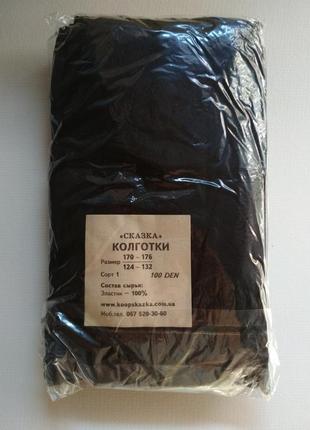 «СКАЗКА»
КОЛГОТКИ
170 – 176
Размер
124 – 132
Сорт 1 100 DEN
Состав сырья:
Эластик – 100%
www.koopskazka.com.ua
Моб.тел. 067 520-30-60